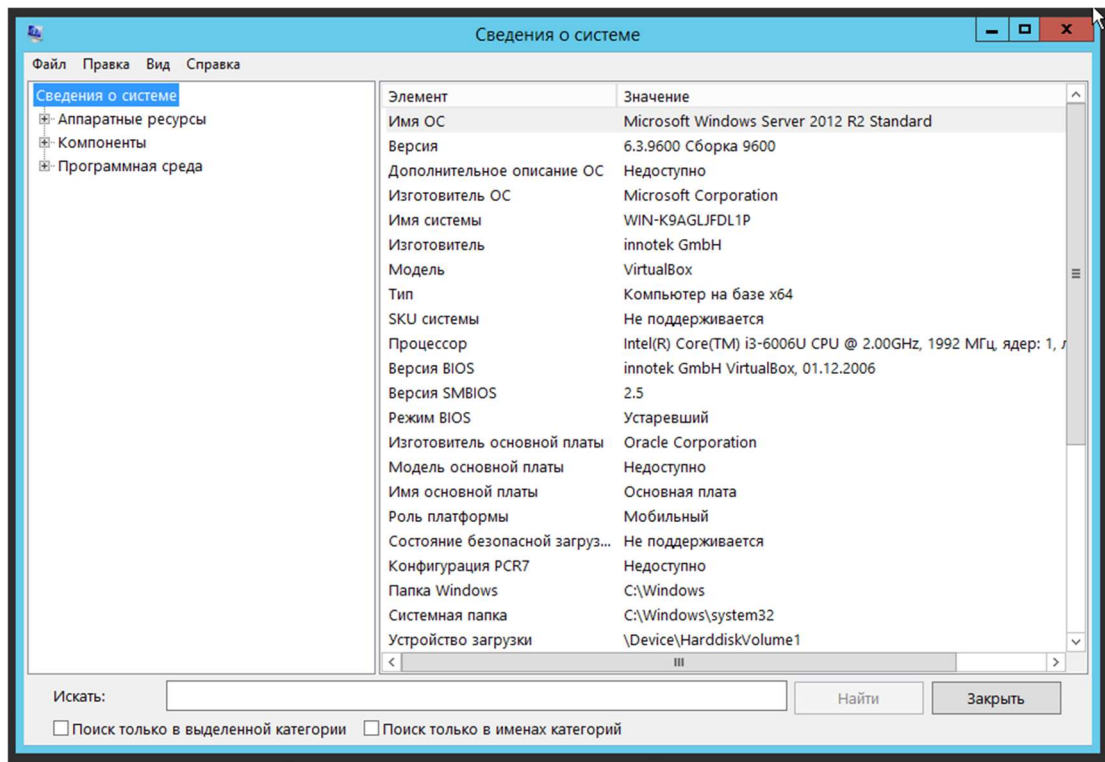 Сведения о системе
Файл Правка Вид Справка
Сведения о системе
Аппаратные ресурсы
Компоненты
Программная среда
Элемент Значение
Имя ОС Microsoft Windows Server 2012 R2 Standard
Версия 6.3.9600 Сборка 9600
Дополнительное описание ОС Недоступно
Изготовитель ОС Microsoft Corporation
Имя системы WIN-K9AGLJFDL1P
Изготовитель innotek GmbH
Модель VirtualBox
Тип Компьютер на базе x64
SKU системы Не поддерживается
Процессор Intel(R) Core(TM) i3-6006U CPU @ 2.00GHz, 1992 МГц, ядер: 1,
Версия BIOS innotek GmbH VirtualBox, 01.12.2006
Версия SMBIOS 2.5
Режим BIOS Устаревший
Изготовитель основной платы Oracle Corporation
Модель основной платы Недоступно
Имя основной платы Основная плата
Роль платформы Мобильный
Состояние безопасной загруз... Не поддерживается
Конфигурация PCR7 Недоступно
Папка Windows C:\Windows
Системная папка C:\Windows\system32
Устройство загрузки \Device\HarddiskVolume1
Искать: Найти Закрыть
Поиск только в выделенной категории Поиск только в именах категорий